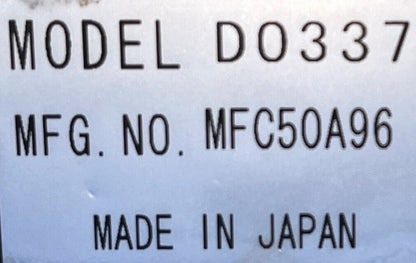 MODEL D0337
MFG. NO. MFC50A96
MADE IN JAPAN